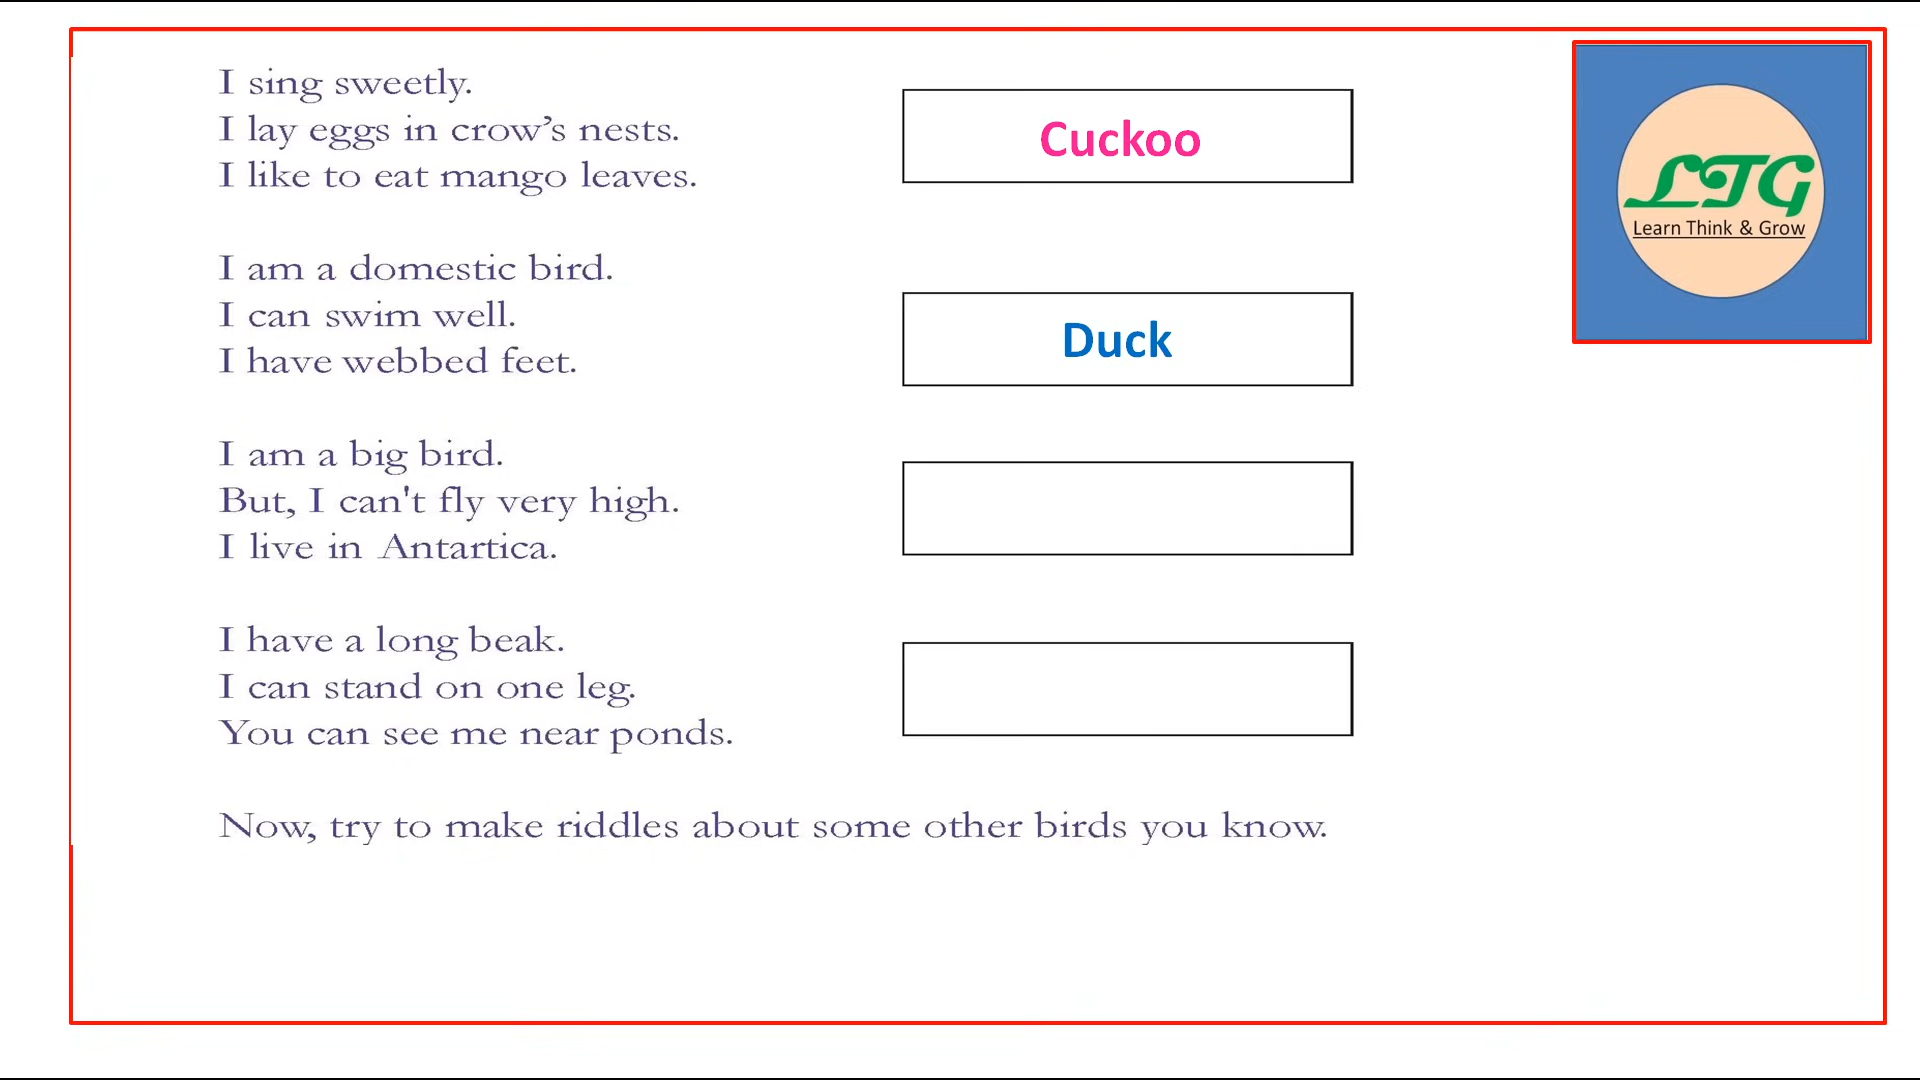 I sing sweetly.
I lay eggs in crow’s nests.
I like to eat mango leaves.
Cuckoo
LTG
Learn Think & Grow
I am a domestic bird.
I can swim well.
I have webbed feet.
Duck
I am a big bird.
But, I can't fly very high.
I live in Antartica.
I have a long beak.
I can stand on one leg.
You can see me near ponds.
Now, try to make riddles about some other birds you know.